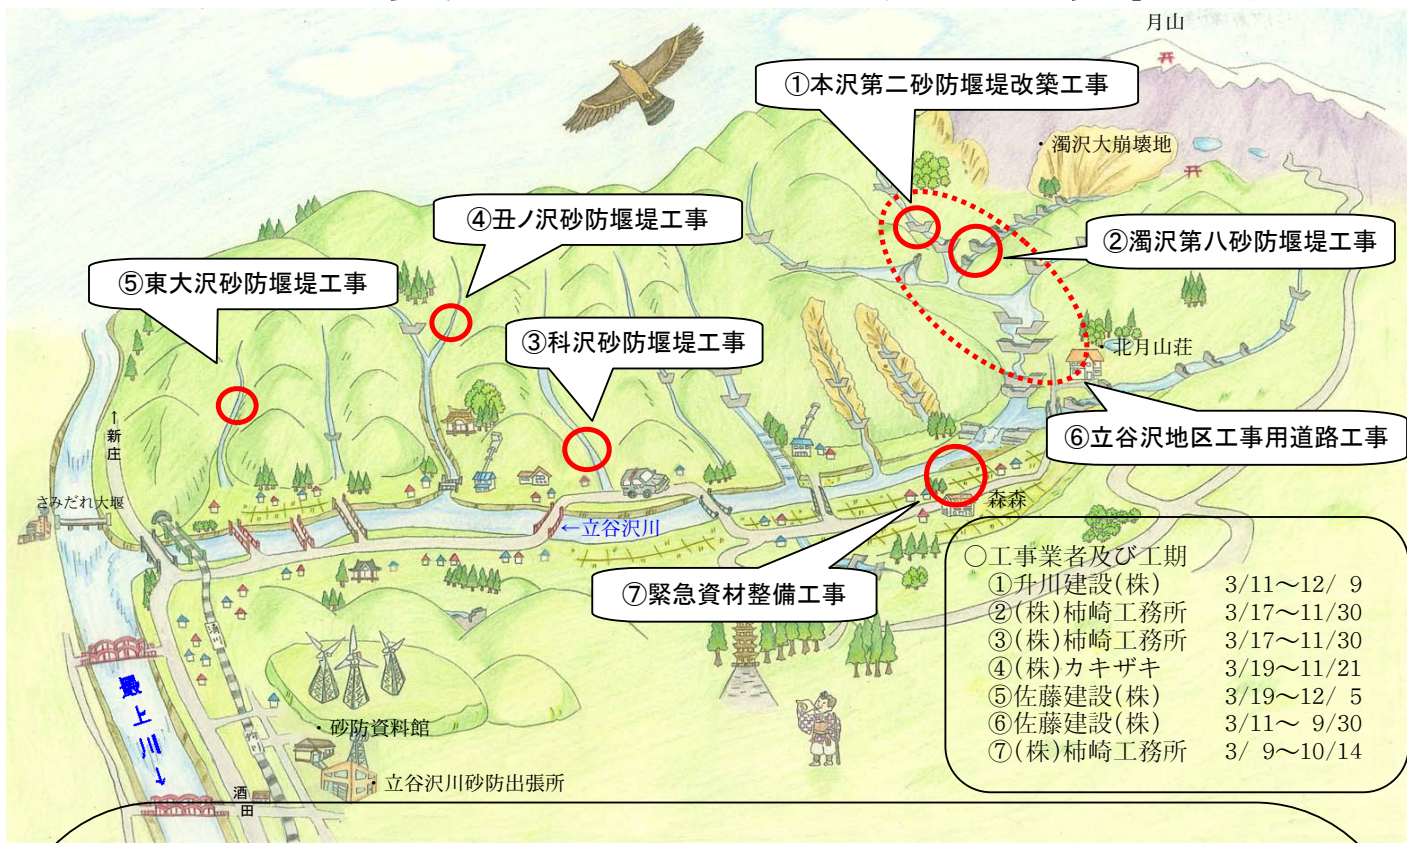 月山
①本沢第二砂防堰堤改築工事
・濁沢大崩壊地
④丑ノ沢砂防堰堤工事
②濁沢第八砂防堰堤工事
⑤東大沢砂防堰堤工事
③科沢砂防堰堤工事
・北月山荘
←新庄
⑥立谷沢地区工事用道路工事
さみだれ大堰
←立谷沢川
森森
⑦緊急資材整備工事
○工事業者及び工期
①升川建設(株) 3/11～12/ 9
②(株)柿崎工務所 3/17～11/30
③(株)柿崎工務所 3/17～11/30
④(株)カキザキ 3/19～11/21
⑤佐藤建設(株) 3/19～12/ 5
⑥佐藤建設(株) 3/11～ 9/30
⑦(株)柿崎工務所 3/ 9～10/14
最上川→
・砂防資料館
・立谷沢川砂防出張所
酒田